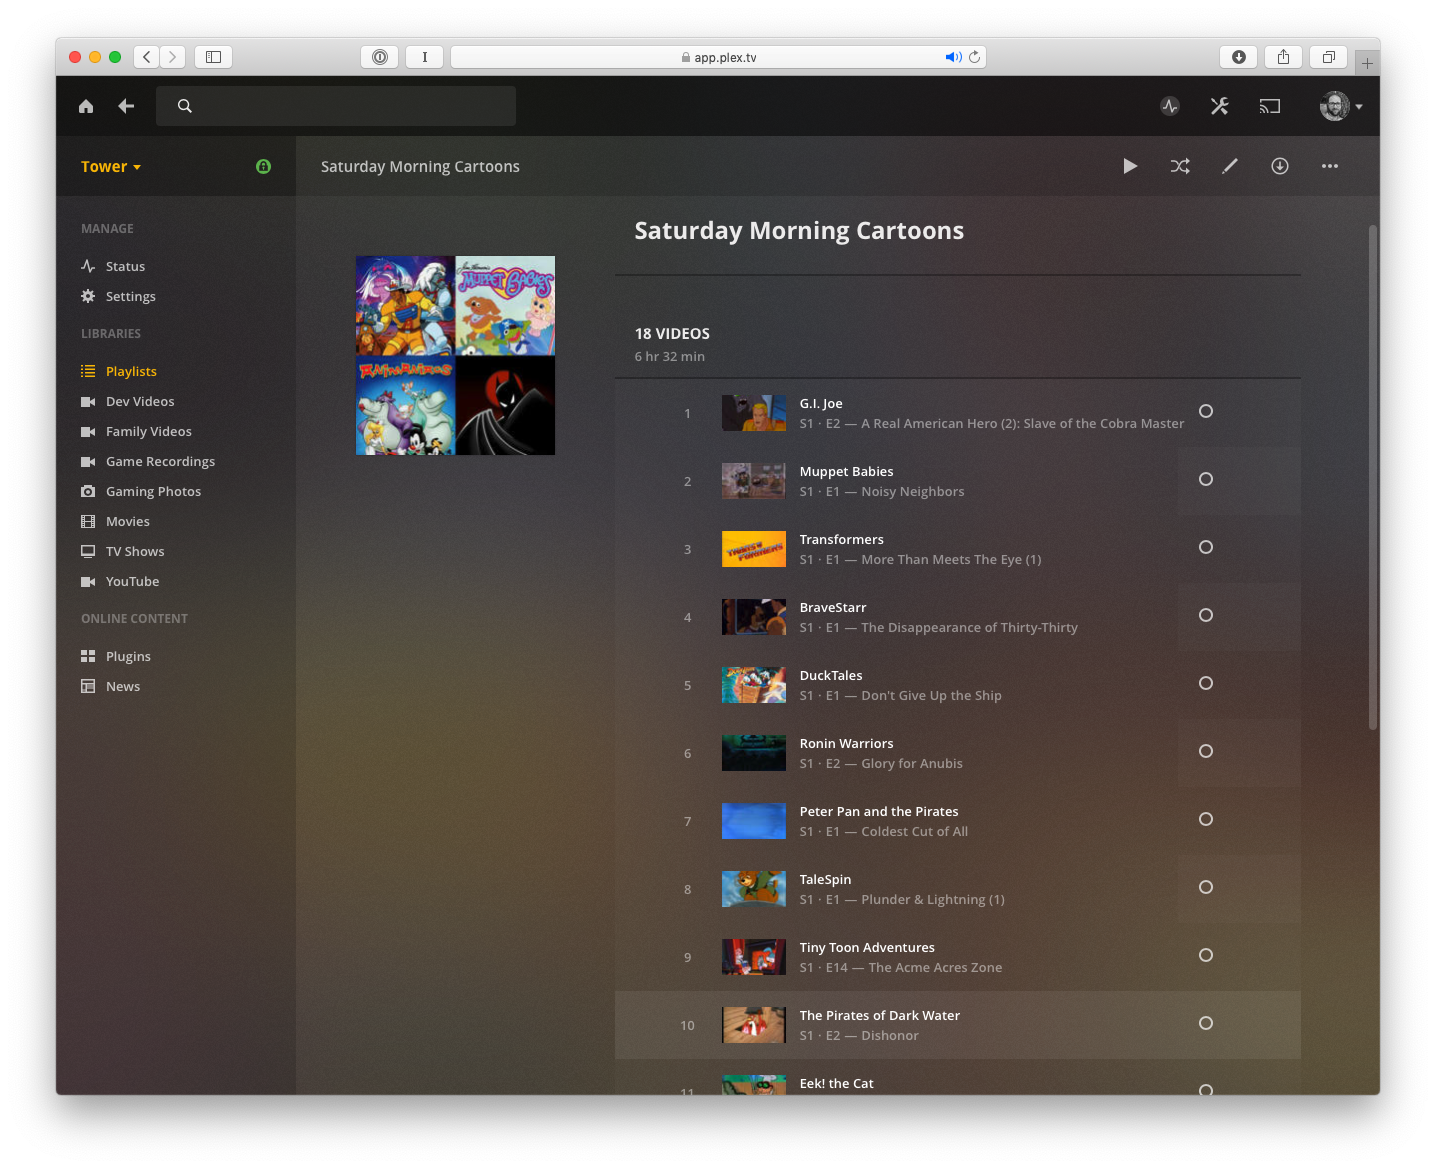 app.plex.tv
Tower
Saturday Morning Cartoons
MANAGE
Status
Settings
LIBRARIES
Playlists
Dev Videos
Family Videos
Game Recordings
Gaming Photos
Movies
TV Shows
YouTube
ONLINE CONTENT
Plugins
News
Jim Henson's
MUPPET BABIES
ANIMANIACS
Saturday Morning Cartoons
18 VIDEOS
6 hr 32 min
1
G.I. Joe
S1 · E2 — A Real American Hero (2): Slave of the Cobra Master
2
Muppet Babies
S1 · E1 — Noisy Neighbors
3
TRANSFORMERS
Transformers
S1 · E1 — More Than Meets The Eye (1)
4
BraveStarr
S1 · E1 — The Disappearance of Thirty-Thirty
5
DuckTales
S1 · E1 — Don't Give Up the Ship
6
Ronin Warriors
S1 · E2 — Glory for Anubis
7
Peter Pan and the Pirates
S1 · E1 — Coldest Cut of All
8
TaleSpin
S1 · E1 — Plunder & Lightning (1)
9
Tiny Toon Adventures
S1 · E14 — The Acme Acres Zone
10
The Pirates of Dark Water
S1 · E2 — Dishonor
11
Eek! the Cat